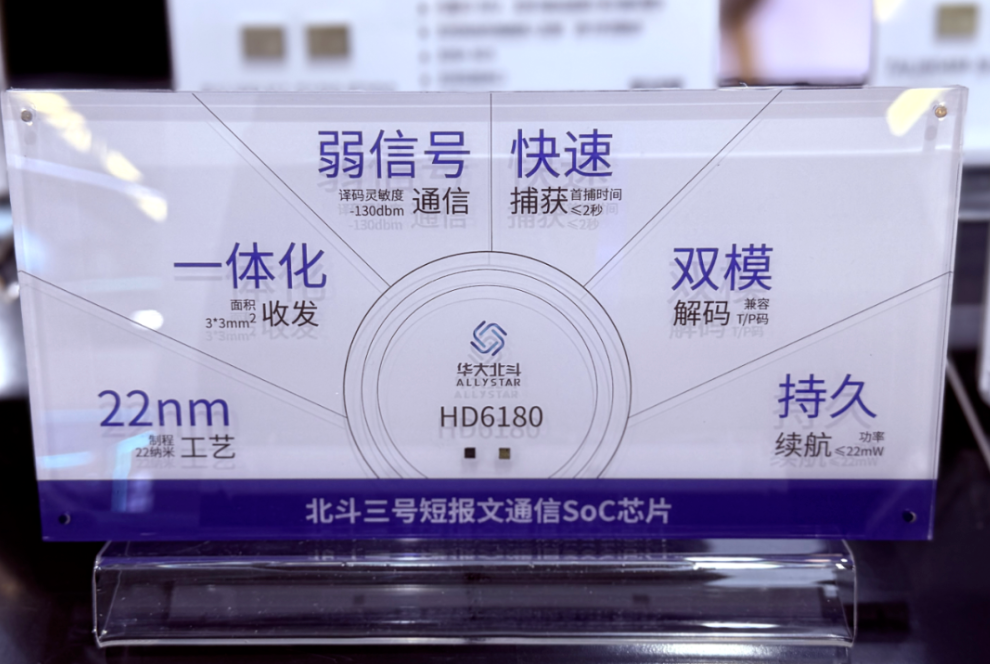 弱信号
译码灵敏度
-130dbm
通信
快速
捕获
首捕时间
≤2秒
一体化
面积
3*3mm²
收发
双模
解码
兼容
T/P码
22nm
制程
22纳米
工艺
持久
续航
功率
≤22mW
华大北斗
ALLYSTAR
HD6180
北斗三号短报文通信SoC芯片